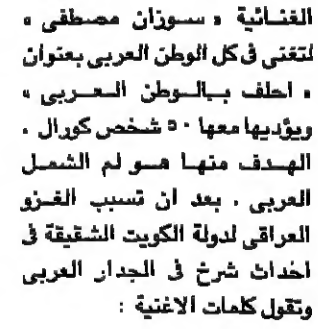 الغنائية « سوزان مصطفى »
لتغنى فى كل الوطن العربى بعنوان
« احلف بالوطن العربى »
ويؤديها معها ٥٠ شخص كورال .
الهدف منها هو لم الشمل
العربى . بعد ان تسبب الغزو
العراقى لدولة الكويت الشقيقة فى
احداث شرخ فى الجدار العربى
وتقول كلمات الاغنية :